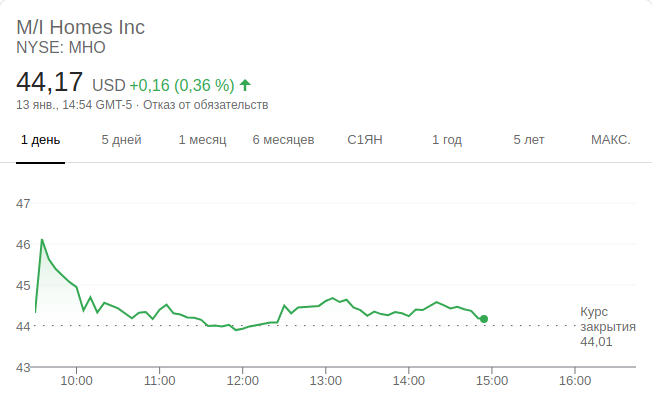 M/I Homes Inc
NYSE: MHO
44,17 USD +0,16 (0,36 %)
13 янв., 14:54 GMT-5 · Отказ от обязательств
1 день 5 дней 1 месяц 6 месяцев С1ЯН 1 год 5 лет МАКС.
47
46
45
44
43
Курс
закрытия
44,01
10:00 11:00 12:00 13:00 14:00 15:00 16:00